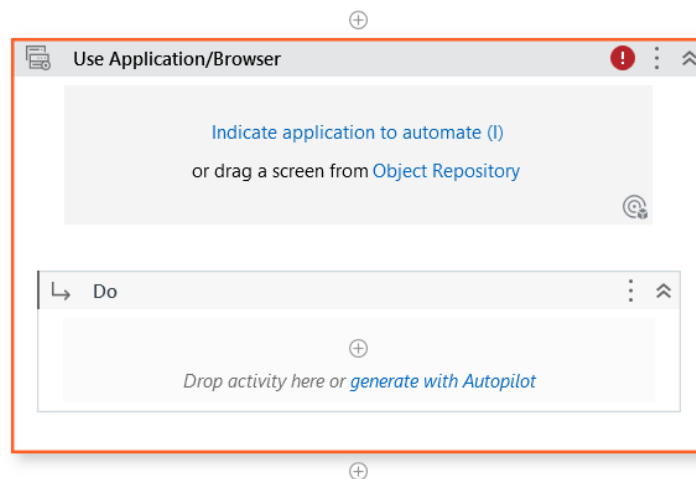 Use Application/Browser
Indicate application to automate (I)
or drag a screen from Object Repository
Do
Drop activity here or generate with Autopilot